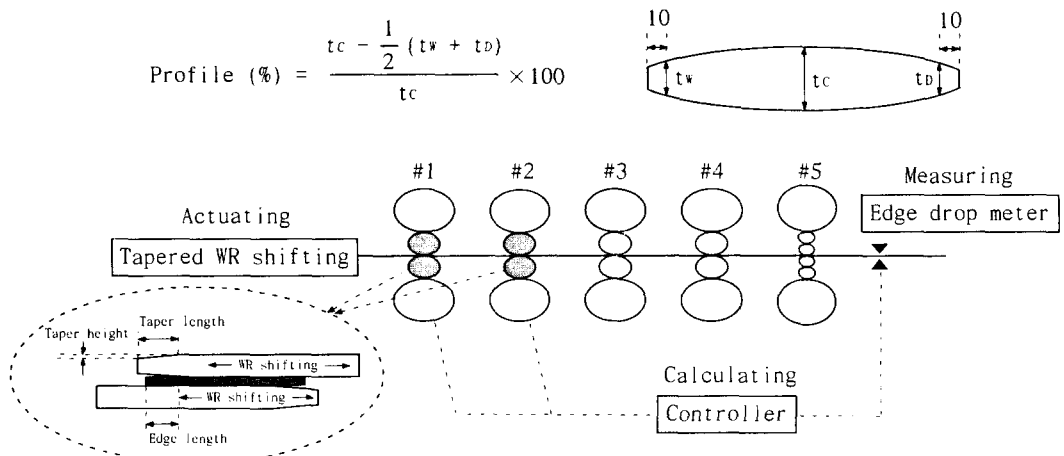 Profile (%) = tc - 1/2 (tw + tD) / tc × 100
10 10
tw tc tD
#1 #2 #3 #4 #5
Measuring
Edge drop meter
Actuating
Tapered WR shifting
Taper length
Taper height
WR shifting
WR shifting
Edge length
Calculating
Controller